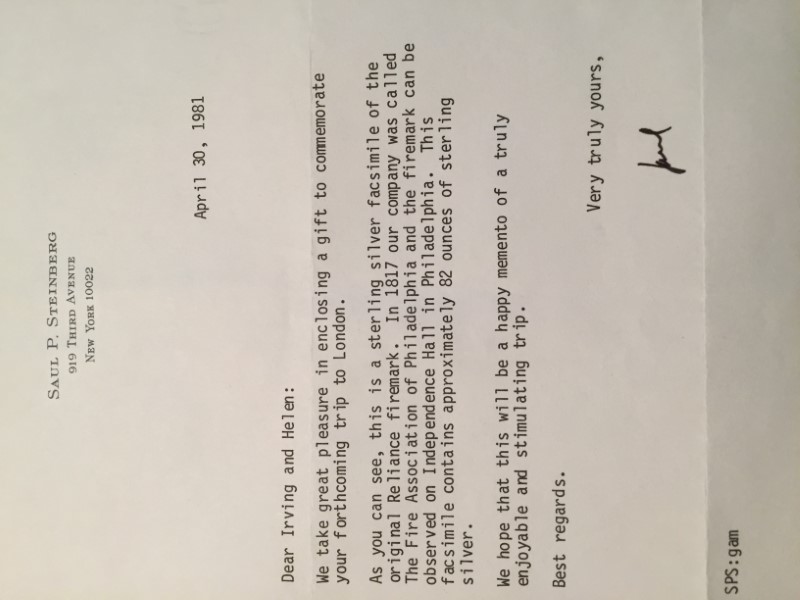 SAUL P. STEINBERG
919 THIRD AVENUE
NEW YORK 10022
April 30, 1981
Dear Irving and Helen:
We take great pleasure in enclosing a gift to commemorate
your forthcoming trip to London.
As you can see, this is a sterling silver facsimile of the
original Reliance firemark. In 1817 our company was called
The Fire Association of Philadelphia and the firemark can be
observed on Independence Hall in Philadelphia. This
facsimile contains approximately 82 ounces of sterling
silver.
We hope that this will be a happy memento of a truly
enjoyable and stimulating trip.
Best regards.
Very truly yours,
SPS:gam